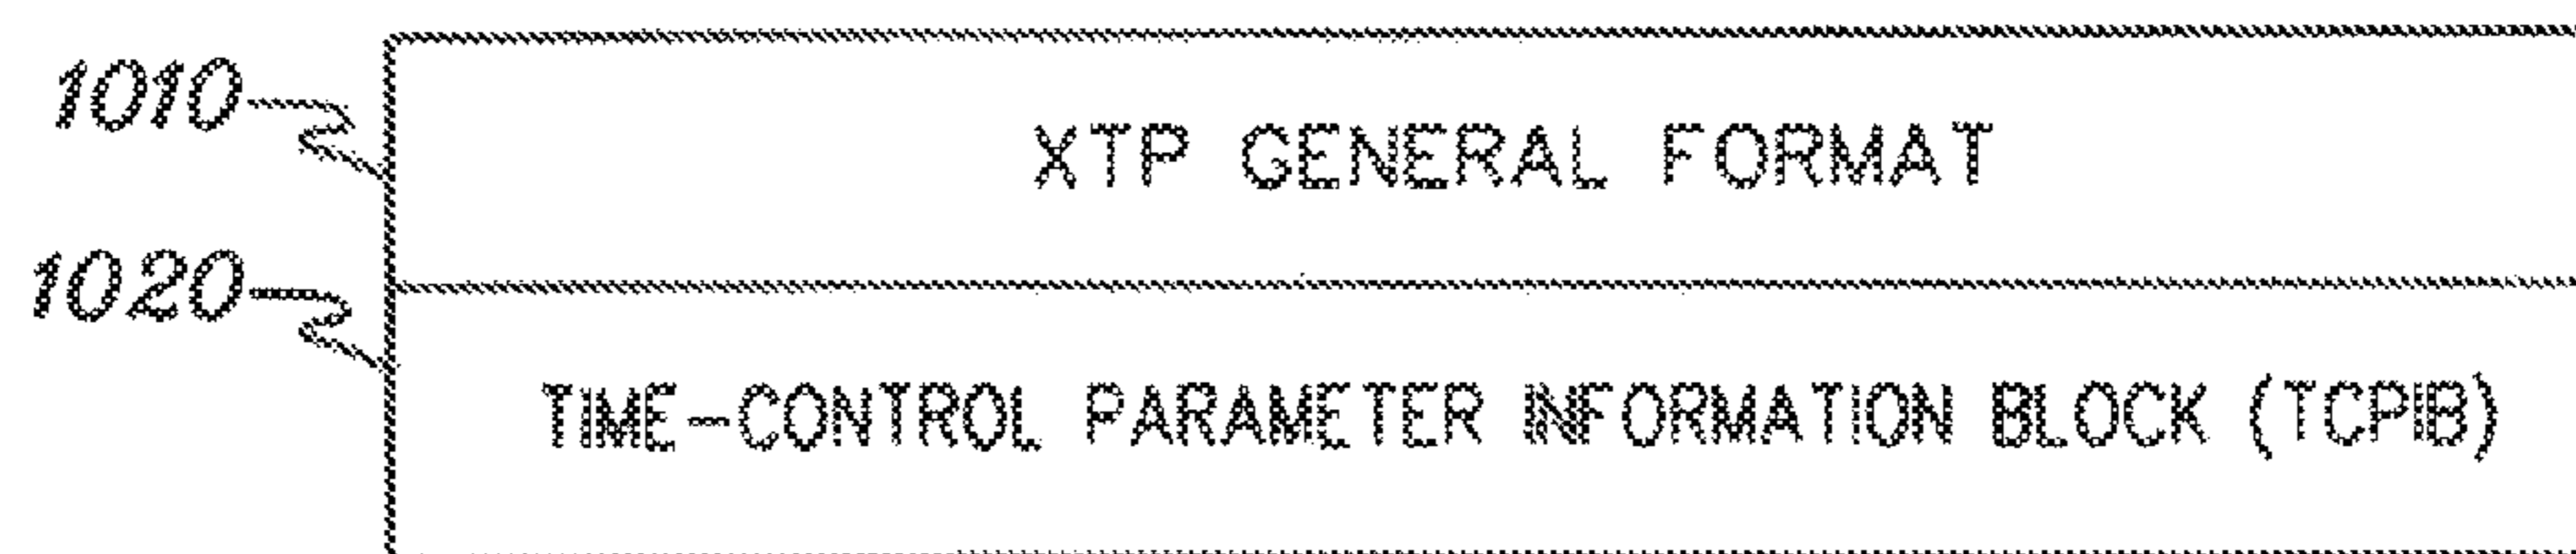 1010
XTP GENERAL FORMAT
1020
TIME-CONTROL PARAMETER INFORMATION BLOCK (TCPIB)